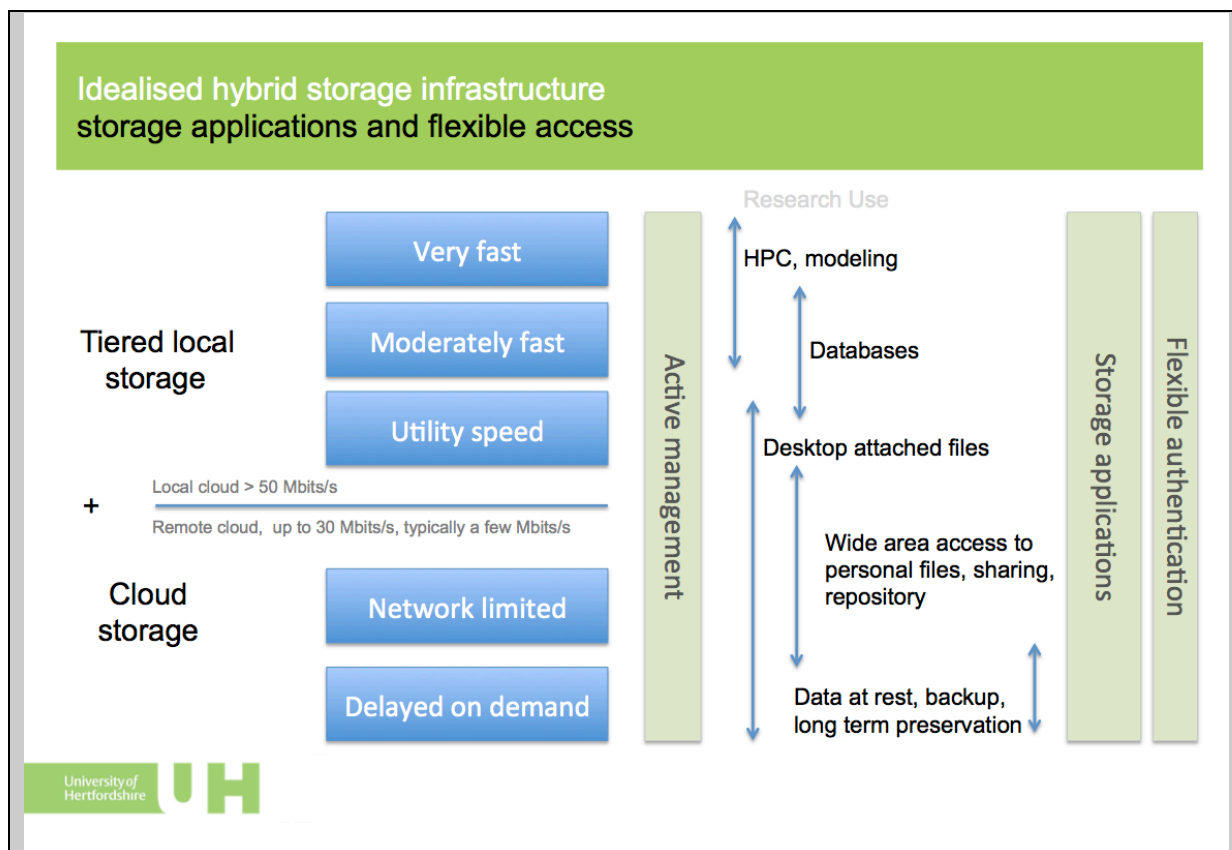 Idealised hybrid storage infrastructure
storage applications and flexible access
Research Use
Very fast
HPC, modeling
Tiered local
storage
Moderately fast
Databases
Utility speed
Desktop attached files
+
Local cloud > 50 Mbits/s
Remote cloud,  up to 30 Mbits/s, typically a few Mbits/s
Wide area access to
personal files, sharing,
repository
Cloud
storage
Network limited
Delayed on demand
Data at rest, backup,
long term preservation
Active management
Storage applications
Flexible authentication
University of
Hertfordshire
UH